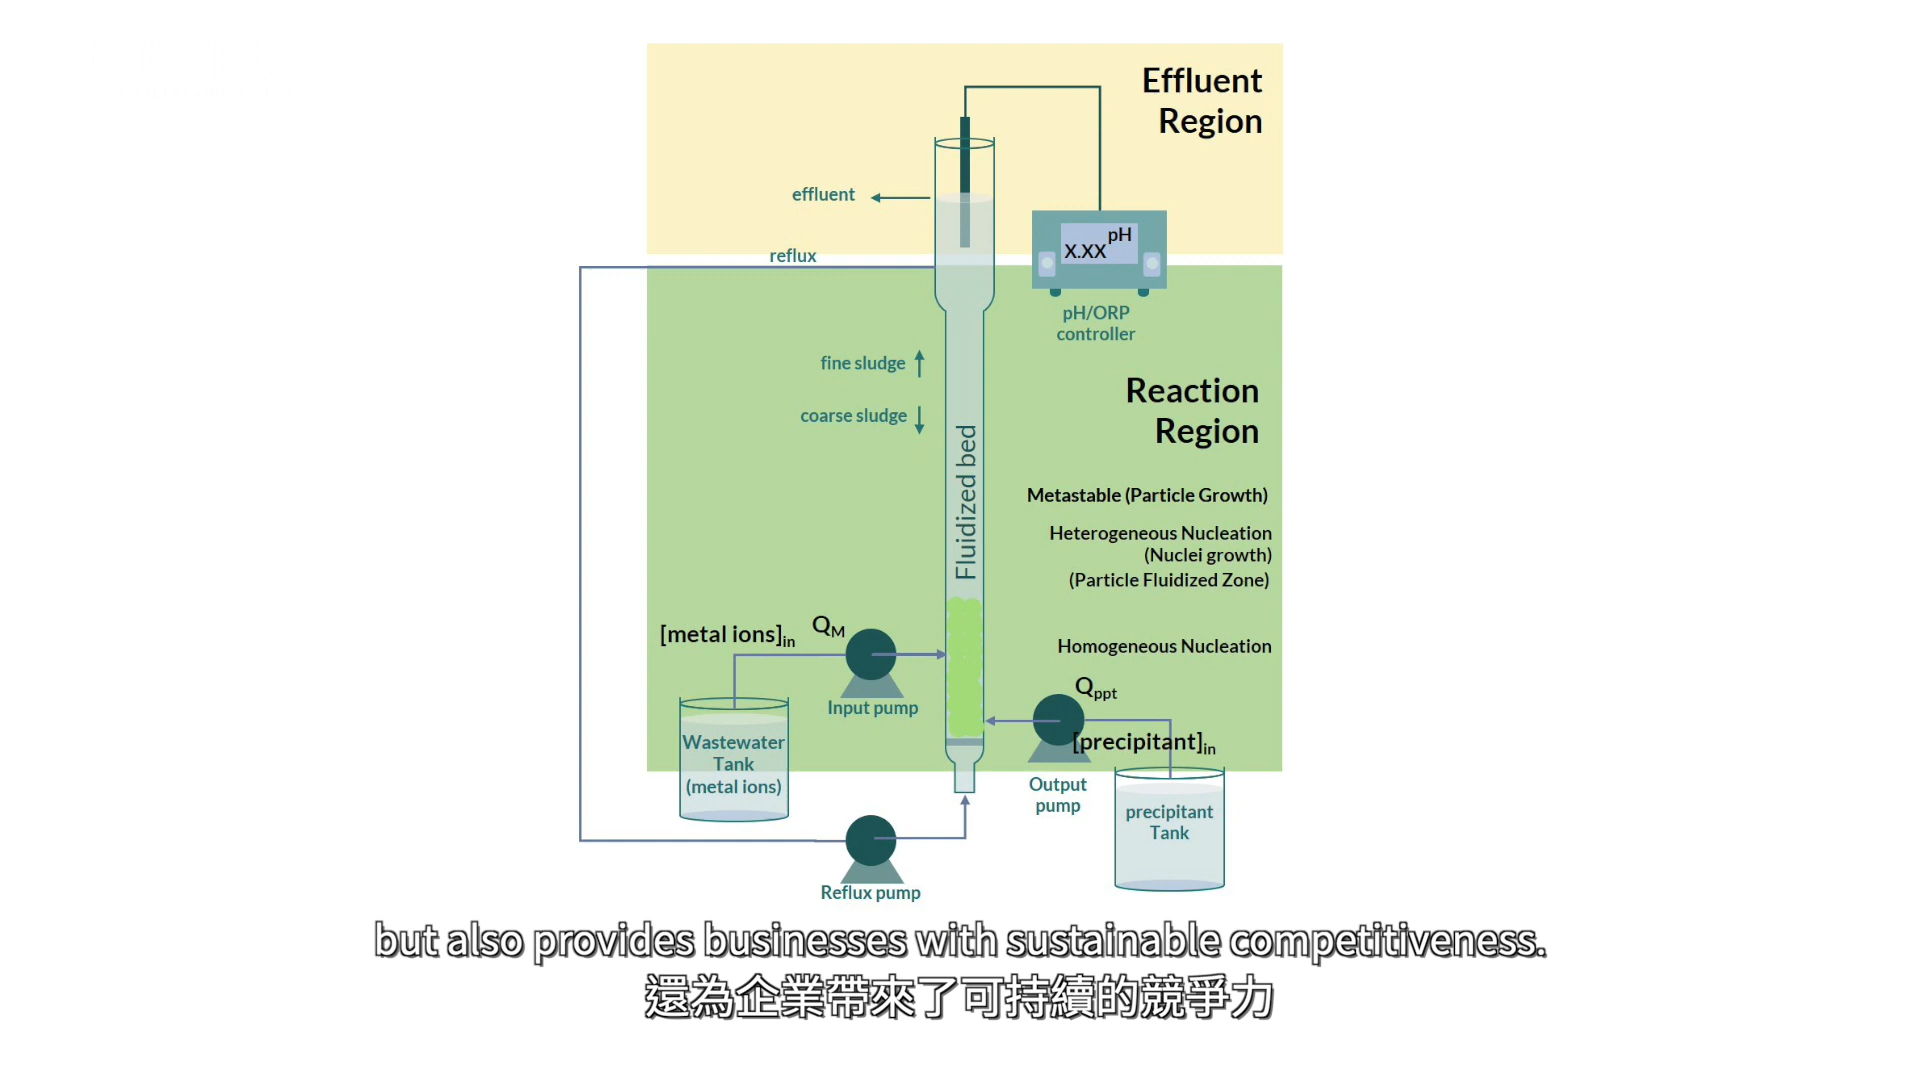 Effluent
Region
effluent
reflux
pH
X.XX
pH/ORP
controller
fine sludge
coarse sludge
Reaction
Region
Fluidized bed
Metastable (Particle Growth)
Heterogeneous Nucleation
(Nuclei growth)
(Particle Fluidized Zone)
Homogeneous Nucleation
[metal ions]in
QM
Input pump
Qppt
[precipitant]in
Wastewater
Tank
(metal ions)
Output
pump
precipitant
Tank
Reflux pump
but also provides businesses with sustainable competitiveness.
還為企業帶來了可持續的競爭力